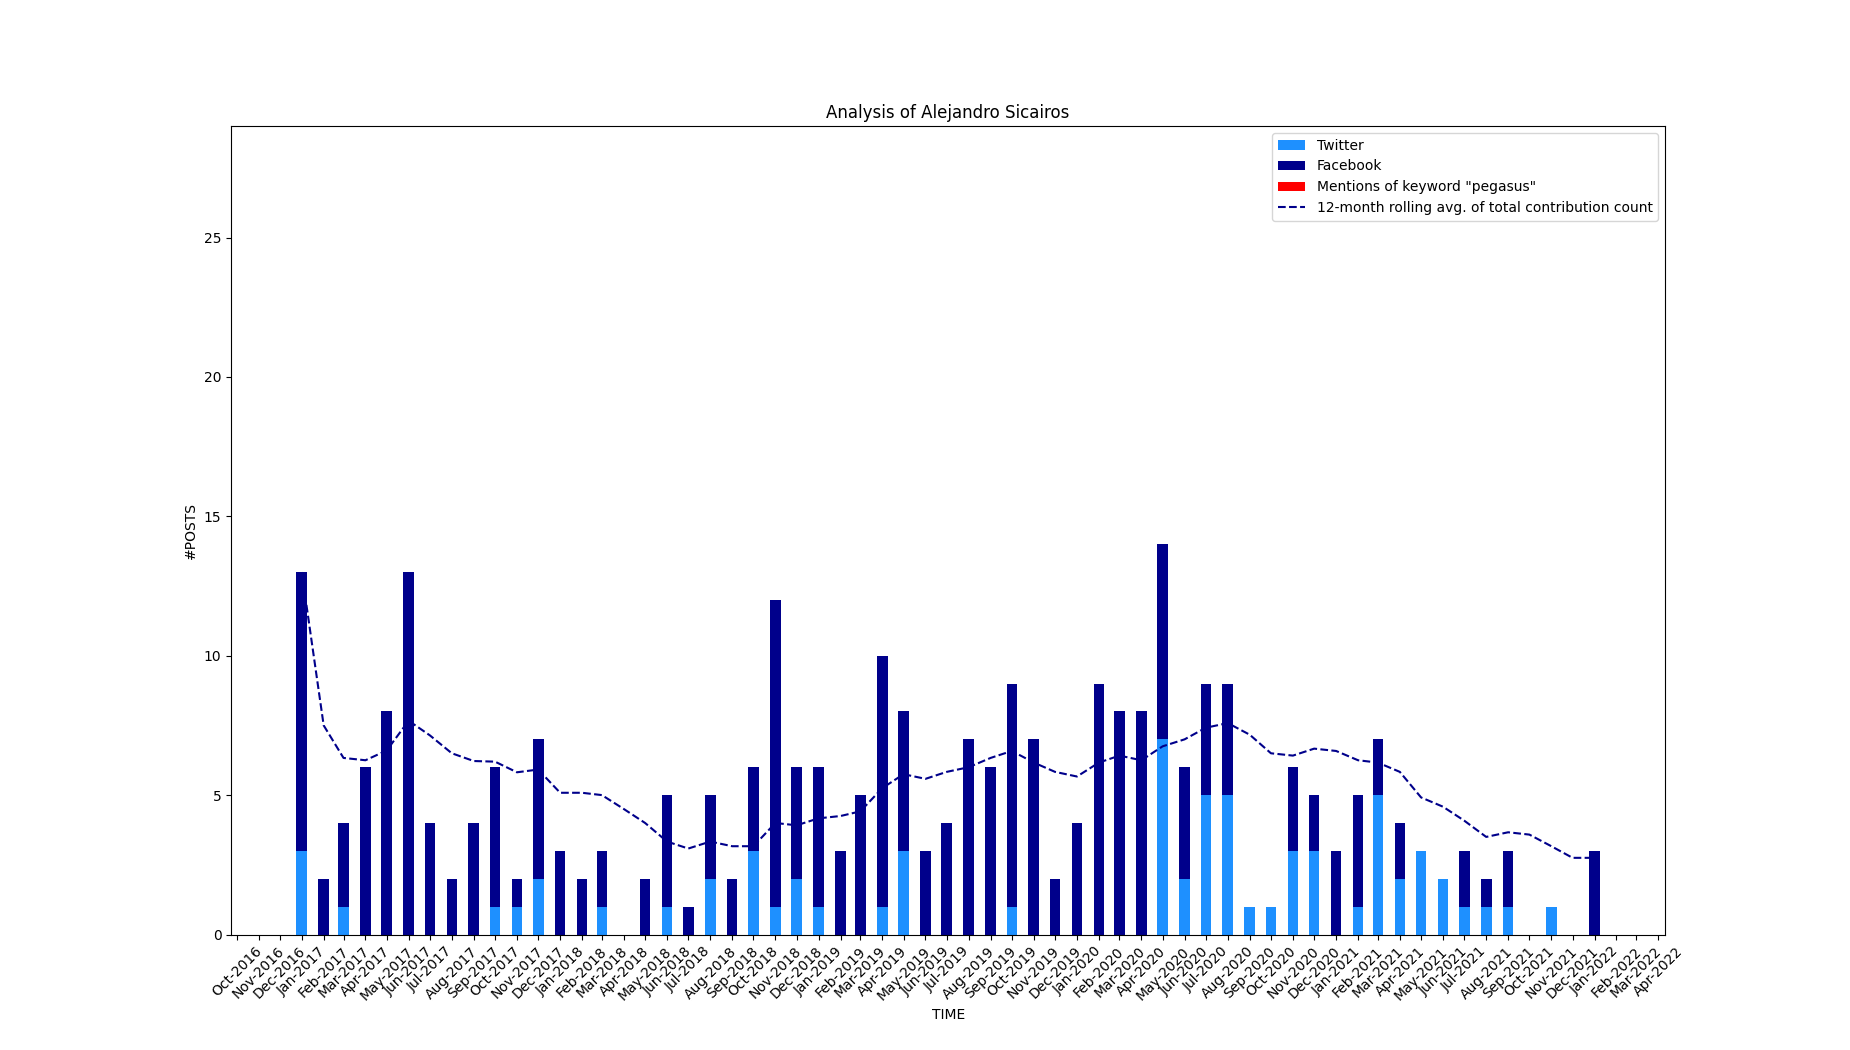 Analysis of Alejandro Sicairos
Twitter
Facebook
Mentions of keyword "pegasus"
12-month rolling avg. of total contribution count
25
20
15
10
5
0
#POSTS
Oct-2016
Nov-2016
Dec-2016
Jan-2017
Feb-2017
Mar-2017
Apr-2017
May-2017
Jun-2017
Jul-2017
Aug-2017
Sep-2017
Oct-2017
Nov-2017
Dec-2017
Jan-2018
Feb-2018
Mar-2018
Apr-2018
May-2018
Jun-2018
Jul-2018
Aug-2018
Sep-2018
Oct-2018
Nov-2018
Dec-2018
Jan-2019
Feb-2019
Mar-2019
Apr-2019
May-2019
Jun-2019
Jul-2019
Aug-2019
Sep-2019
Oct-2019
Nov-2019
Dec-2019
Jan-2020
Feb-2020
Mar-2020
Apr-2020
May-2020
Jun-2020
Jul-2020
Aug-2020
Sep-2020
Oct-2020
Nov-2020
Dec-2020
Jan-2021
Feb-2021
Mar-2021
Apr-2021
May-2021
Jun-2021
Jul-2021
Aug-2021
Sep-2021
Oct-2021
Nov-2021
Dec-2021
Jan-2022
Feb-2022
Mar-2022
Apr-2022
TIME